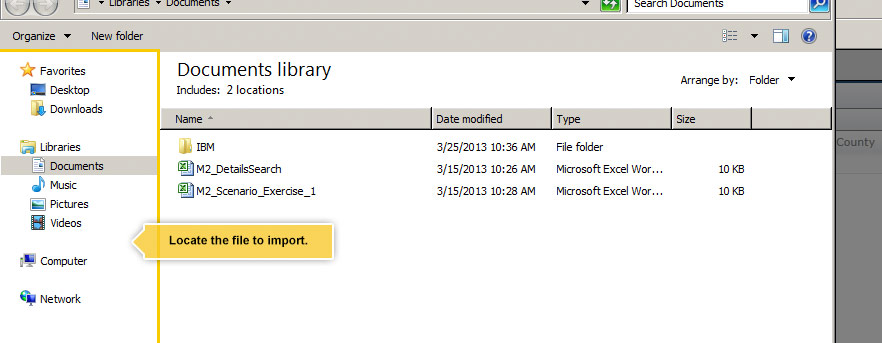 Libraries Documents Search Documents
Organize New folder
Favorites
Desktop
Downloads
Libraries
Documents
Music
Pictures
Videos
Computer
Network
Documents library
Includes: 2 locations
Arrange by: Folder
Name Date modified Type Size
IBM 3/25/2013 10:36 AM File folder
M2_DetailsSearch 3/15/2013 10:26 AM Microsoft Excel Wor... 10 KB
M2_Scenario_Exercise_1 3/15/2013 10:28 AM Microsoft Excel Wor... 10 KB
Locate the file to import.
County